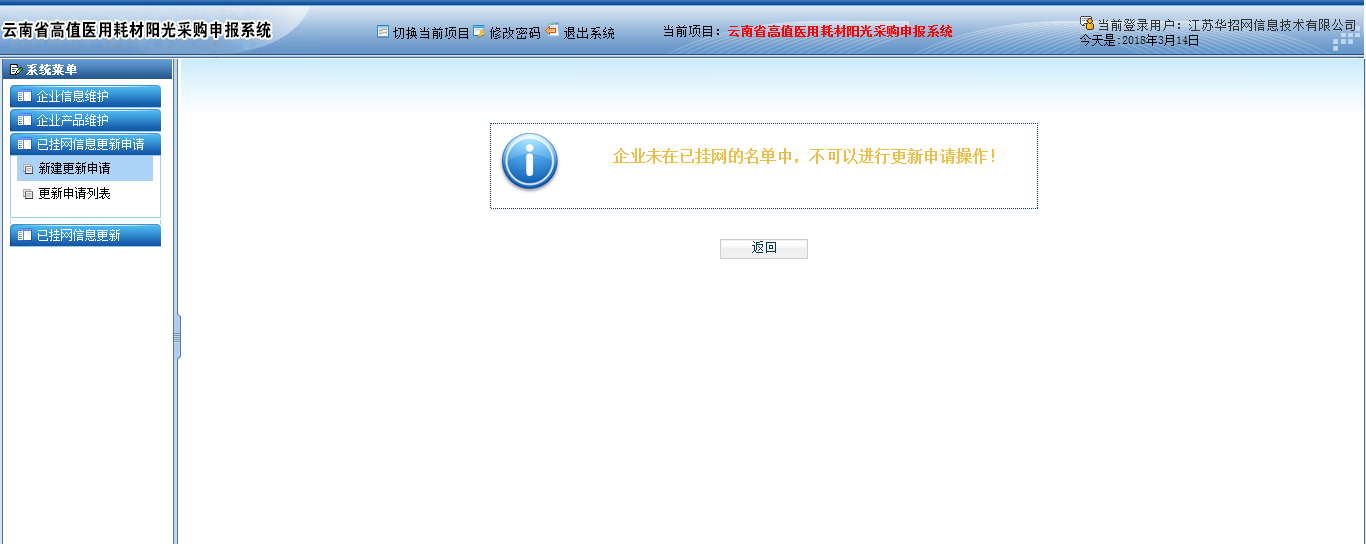 云南省高值医用耗材阳光采购申报系统
切换当前项目 修改密码 退出系统
当前项目：云南省高值医用耗材阳光采购申报系统
当前登录用户：江苏华招网信息技术有限公司
今天是:2018年3月14日
系统菜单
企业信息维护
企业产品维护
已挂网信息更新申请
新建更新申请
更新申请列表
已挂网信息更新
企业未在已挂网的名单中，不可以进行更新申请操作！
返回